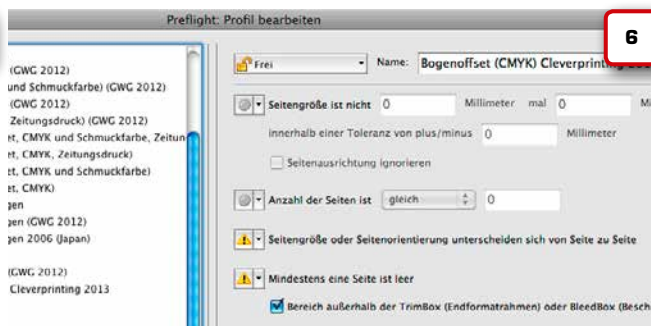 Preflight: Profil bearbeiten
6
(GWG 2012)
und Schmuckfarbe) (GWG 2012)
(GWG 2012)
Zeitungsdruck) (GWG 2012)
et, CMYK und Schmuckfarbe, Zeitun
et, CMYK, Zeitungsdruck)
et, CMYK und Schmuckfarbe)
et, CMYK)
gen
gen (GWG 2012)
gen 2006 (Japan)
(GWG 2012)
Cleverprinting 2013
Frei Name: Bogenoffset (CMYK) Cleverprinting
Seitengröße ist nicht 0 Millimeter mal 0 Mi
innerhalb einer Toleranz von plus/minus 0 Millimeter
Seitenausrichtung ignorieren
Anzahl der Seiten ist gleich 0
Seitengröße oder Seitenorientierung unterscheiden sich von Seite zu Seite
Mindestens eine Seite ist leer
Bereich außerhalb der TrimBox (Endformatrahmen) oder BleedBox (Besch